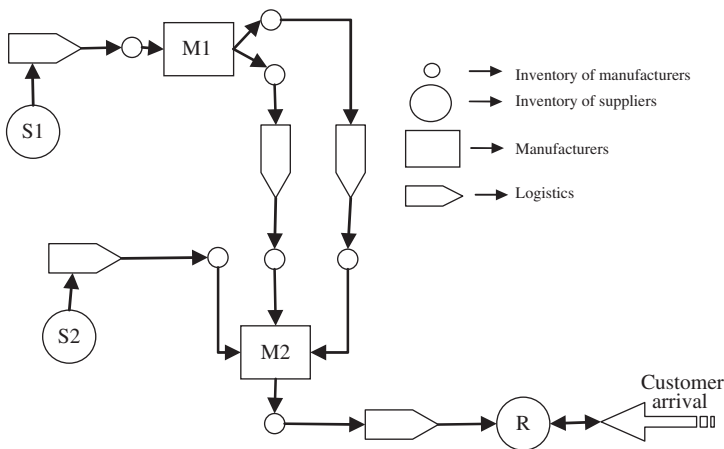 M1
Inventory of manufacturers
Inventory of suppliers
S1
Manufacturers
Logistics
S2
M2
Customer
arrival
R